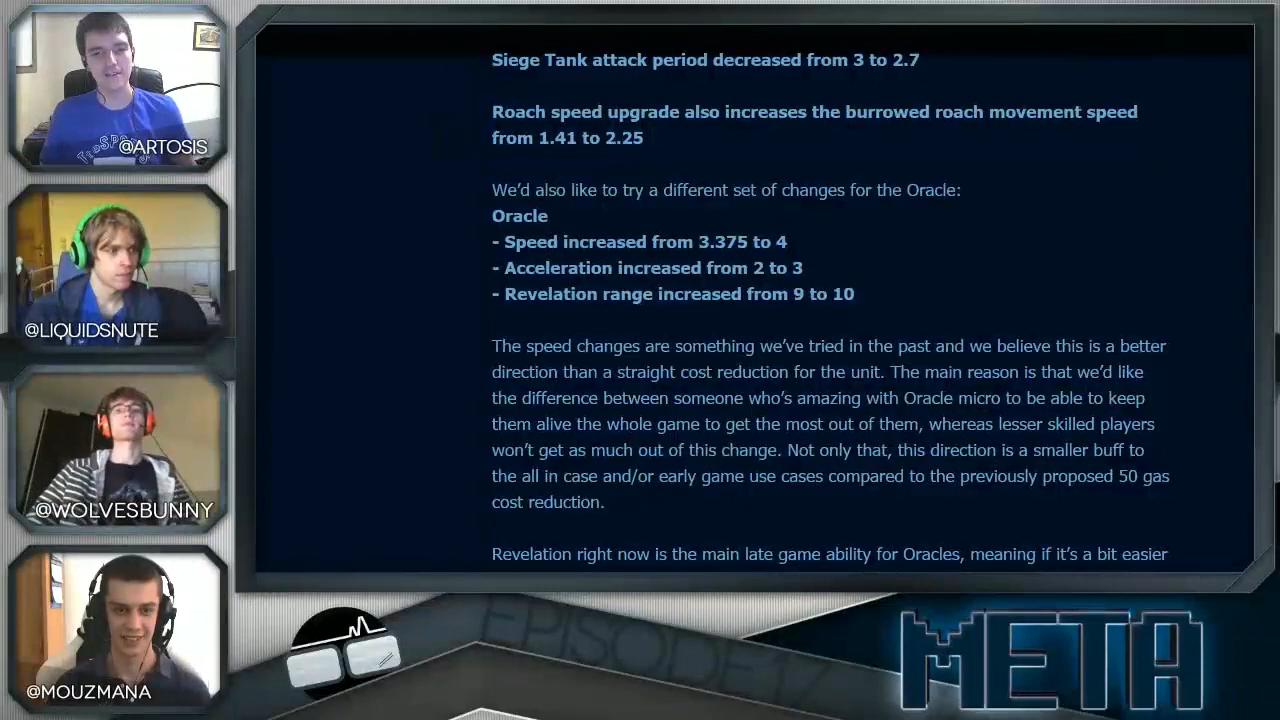 @ARTOSIS
@LIQUIDSNUTE
@WOLVESBUNNY
@MOUZMANA
Siege Tank attack period decreased from 3 to 2.7
Roach speed upgrade also increases the burrowed roach movement speed
from 1.41 to 2.25
We'd also like to try a different set of changes for the Oracle:
Oracle
- Speed increased from 3.375 to 4
- Acceleration increased from 2 to 3
- Revelation range increased from 9 to 10
The speed changes are something we've tried in the past and we believe this is a better
direction than a straight cost reduction for the unit. The main reason is that we'd like
the difference between someone who's amazing with Oracle micro to be able to keep
them alive the whole game to get the most out of them, whereas lesser skilled players
won't get as much out of this change. Not only that, this direction is a smaller buff to
the all in case and/or early game use cases compared to the previously proposed 50 gas
cost reduction.
Revelation right now is the main late game ability for Oracles, meaning if it's a bit easier
EPISODE
META